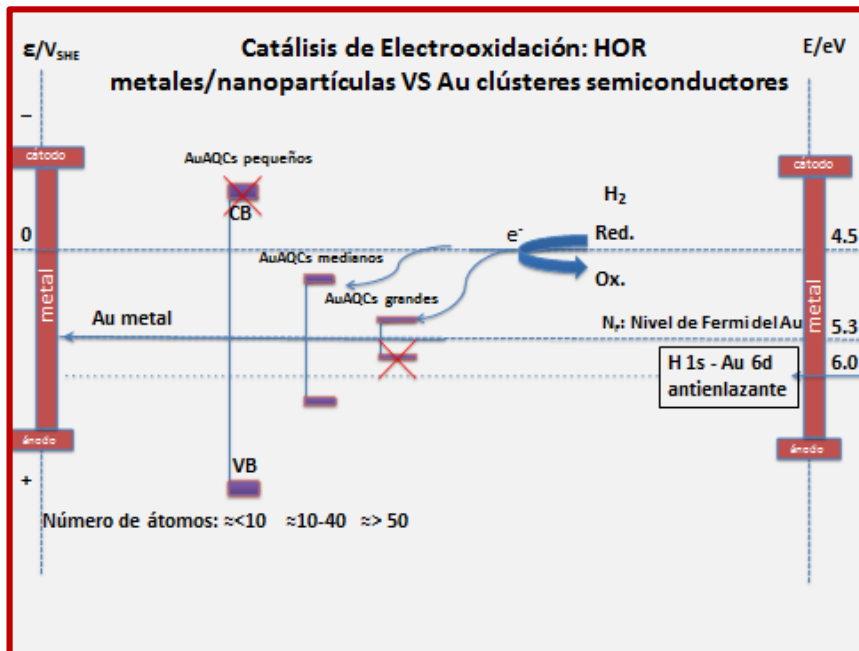 ε/V_SHE
Catálisis de Electrooxidación: HOR
metales/nanopartículas VS Au clústeres semiconductores
E/eV
–
cátodo
cátodo
AuAQCs pequeños
CB
H2
0
e-
Red.
4.5
AuAQCs medianos
Ox.
metal
metal
AuAQCs grandes
Au metal
NF: Nivel de Fermi del Au
5.3
H 1s - Au 6d
antienlazante
6.0
ánodo
ánodo
+
VB
Número de átomos: ≈<10 ≈10-40 ≈> 50